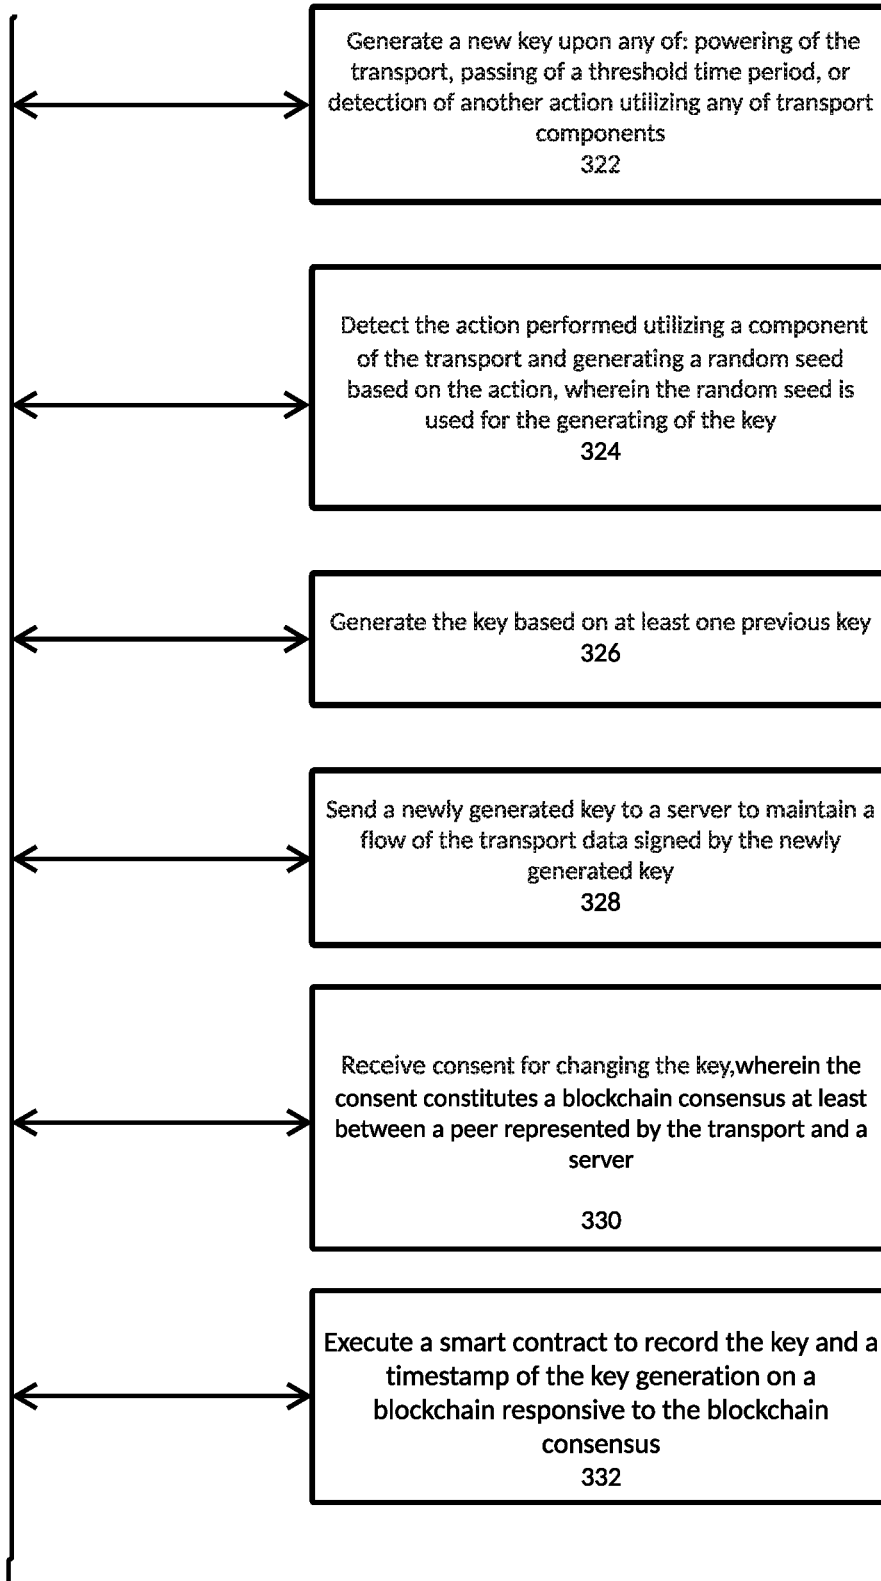 Generate a new key upon any of: powering of the
transport, passing of a threshold time period, or
detection of another action utilizing any of transport
components
322
Detect the action performed utilizing a component
of the transport and generating a random seed
based on the action, wherein the random seed is
used for the generating of the key
324
Generate the key based on at least one previous key
326
Send a newly generated key to a server to maintain a
flow of the transport data signed by the newly
generated key
328
Receive consent for changing the key,wherein the
consent constitutes a blockchain consensus at least
between a peer represented by the transport and a
server
330
Execute a smart contract to record the key and a
timestamp of the key generation on a
blockchain responsive to the blockchain
consensus
332